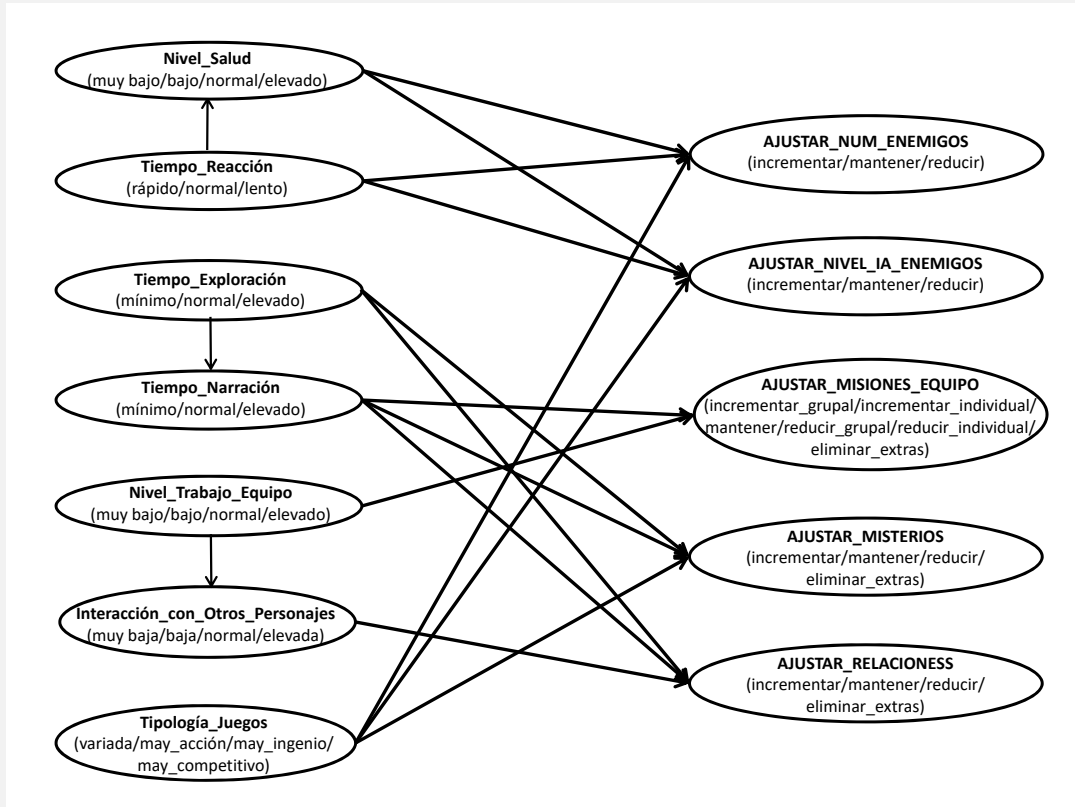 Nivel_Salud
(muy bajo/bajo/normal/elevado)
Tiempo_Reacción
(rápido/normal/lento)
Tiempo_Exploración
(mínimo/normal/elevado)
Tiempo_Narración
(mínimo/normal/elevado)
Nivel_Trabajo_Equipo
(muy bajo/bajo/normal/elevado)
Interacción_con_Otros_Personajes
(muy baja/baja/normal/elevada)
Tipología_Juegos
(variada/may_acción/may_ingenio/
may_competitivo)
AJUSTAR_NUM_ENEMIGOS
(incrementar/mantener/reducir)
AJUSTAR_NIVEL_IA_ENEMIGOS
(incrementar/mantener/reducir)
AJUSTAR_MISIONES_EQUIPO
(incrementar_grupal/incrementar_individual/
mantener/reducir_grupal/reducir_individual/
eliminar_extras)
AJUSTAR_MISTERIOS
(incrementar/mantener/reducir/
eliminar_extras)
AJUSTAR_RELACIONESS
(incrementar/mantener/reducir/
eliminar_extras)